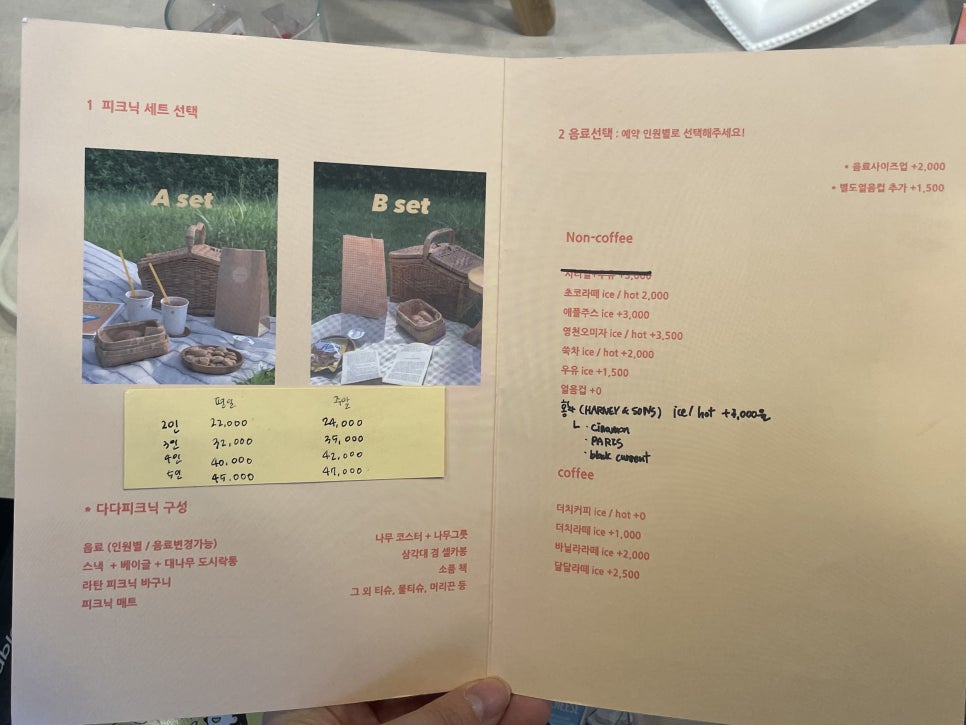 1 피크닉 세트 선택
A set
B set
평일 주말
2인 22,000 24,000
3인 32,000 35,000
4인 40,000 42,000
5인 45.000 47,000
* 다다피크닉 구성
음료 (인원별 / 음료변경가능)
스낵 + 베이글 + 대나무 도시락통
라탄 피크닉 바구니
피크닉 매트
나무 코스터 + 나무그릇
삼각대 겸 셀카봉
소품 책
그 외 티슈, 물티슈, 머리끈 등
2 음료선택 : 예약 인원별로 선택해주세요!
* 음료사이즈업 +2,000
* 별도얼음컵 추가 +1,500
Non-coffee
초코라떼 ice / hot 2,000
애플주스 ice +3,000
영천오미자 ice / hot +3,500
쑥차 ice / hot +2,000
우유 ice +1,500
얼음컵 +0
홍차 (HARNEY & SONS) ice / hot +3,000원
ㄴ · cinnamon
· PARIS
· black current
coffee
더치커피 ice / hot +0
더치라떼 ice +1,000
바닐라라떼 ice +2,000
달달라떼 ice +2,500